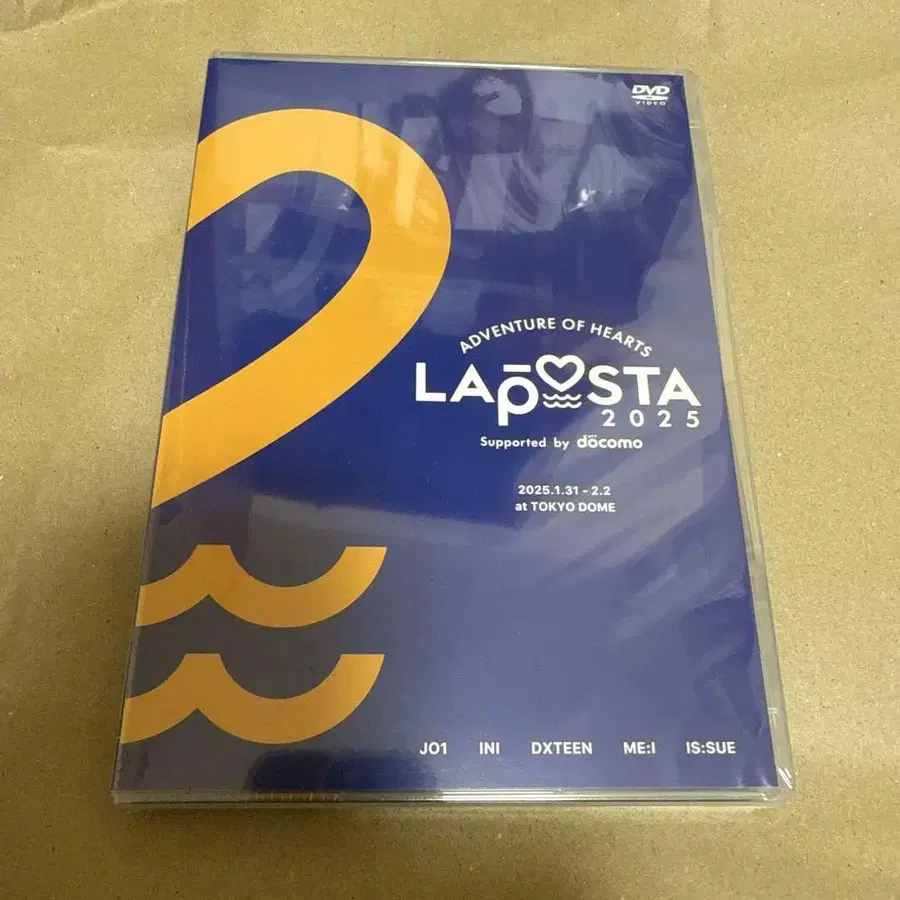 DVD
VIDEO
ADVENTURE OF HEARTS
LAPOSTA
2025
Supported by döcomo
2025.1.31 - 2.2
at TOKYO DOME
JO1 INI DXTEEN ME:I IS:SUE